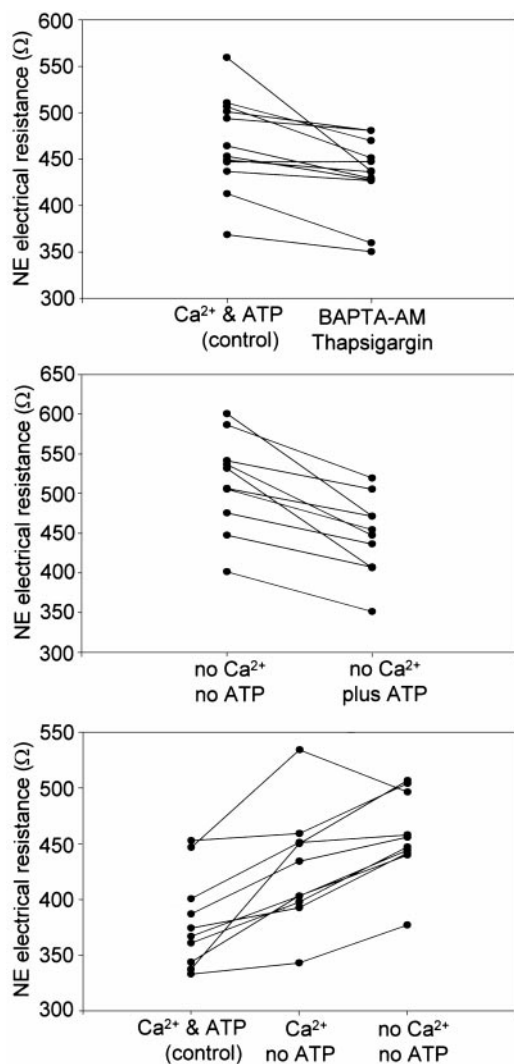 600
550
500
450
400
350
300
NE electrical resistance (Ω)
Ca²⁺ & ATP
(control)
BAPTA-AM
Thapsigargin
650
600
550
500
450
400
350
300
NE electrical resistance (Ω)
no Ca²⁺
no ATP
no Ca²⁺
plus ATP
550
500
450
400
350
300
NE electrical resistance (Ω)
Ca²⁺ & ATP
(control)
Ca²⁺
no ATP
no Ca²⁺
no ATP